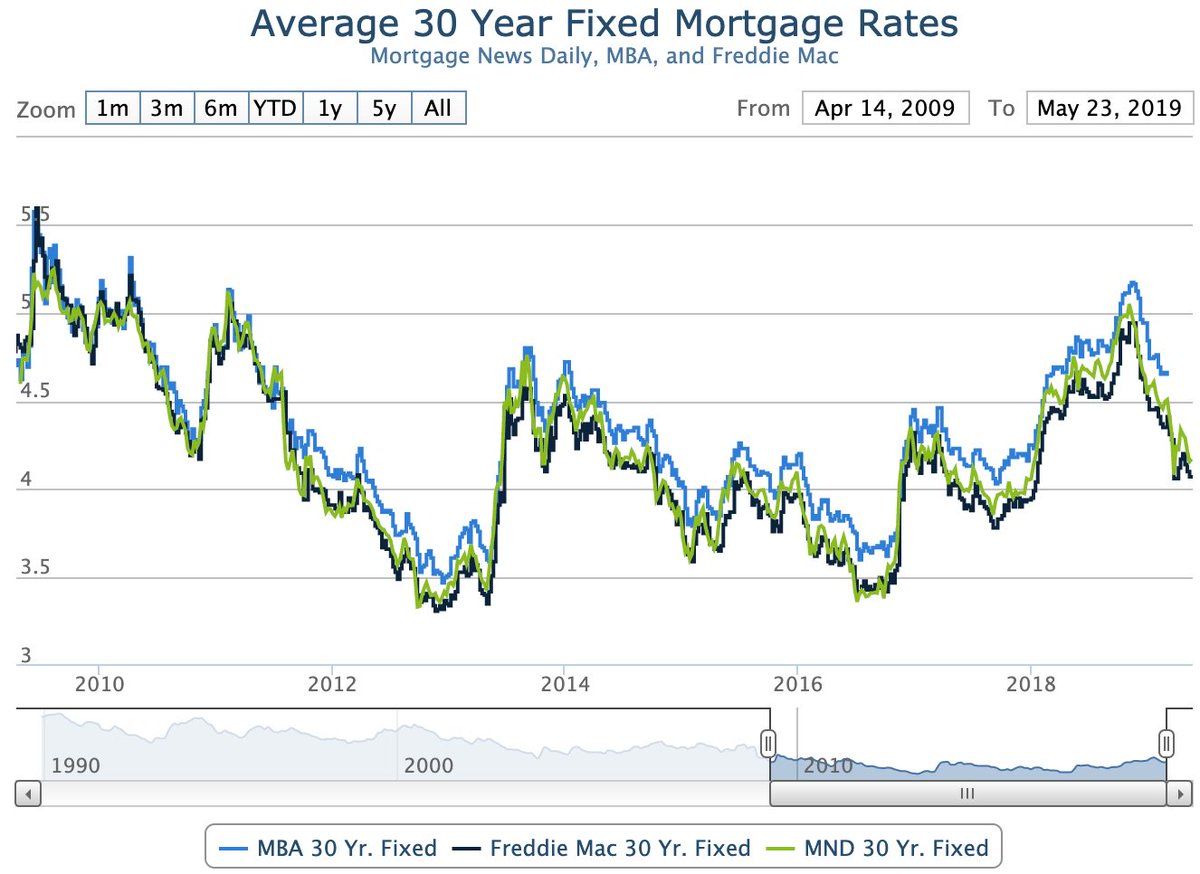 Average 30 Year Fixed Mortgage Rates
Mortgage News Daily, MBA, and Freddie Mac
Zoom 1m 3m 6m YTD 1y 5y All From Apr 14, 2009 To May 23, 2019
5.5
5
4.5
4
3.5
3
2010 2012 2014 2016 2018
1990 2000 2010
MBA 30 Yr. Fixed Freddie Mac 30 Yr. Fixed MND 30 Yr. Fixed